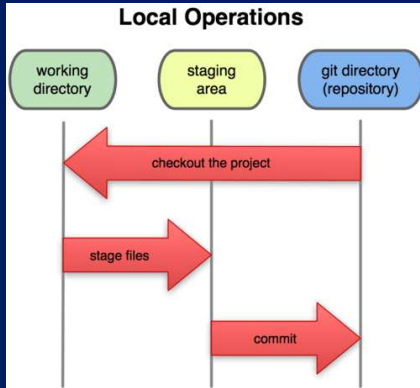 Local Operations
working
directory
staging
area
git directory
(repository)
checkout the project
stage files
commit